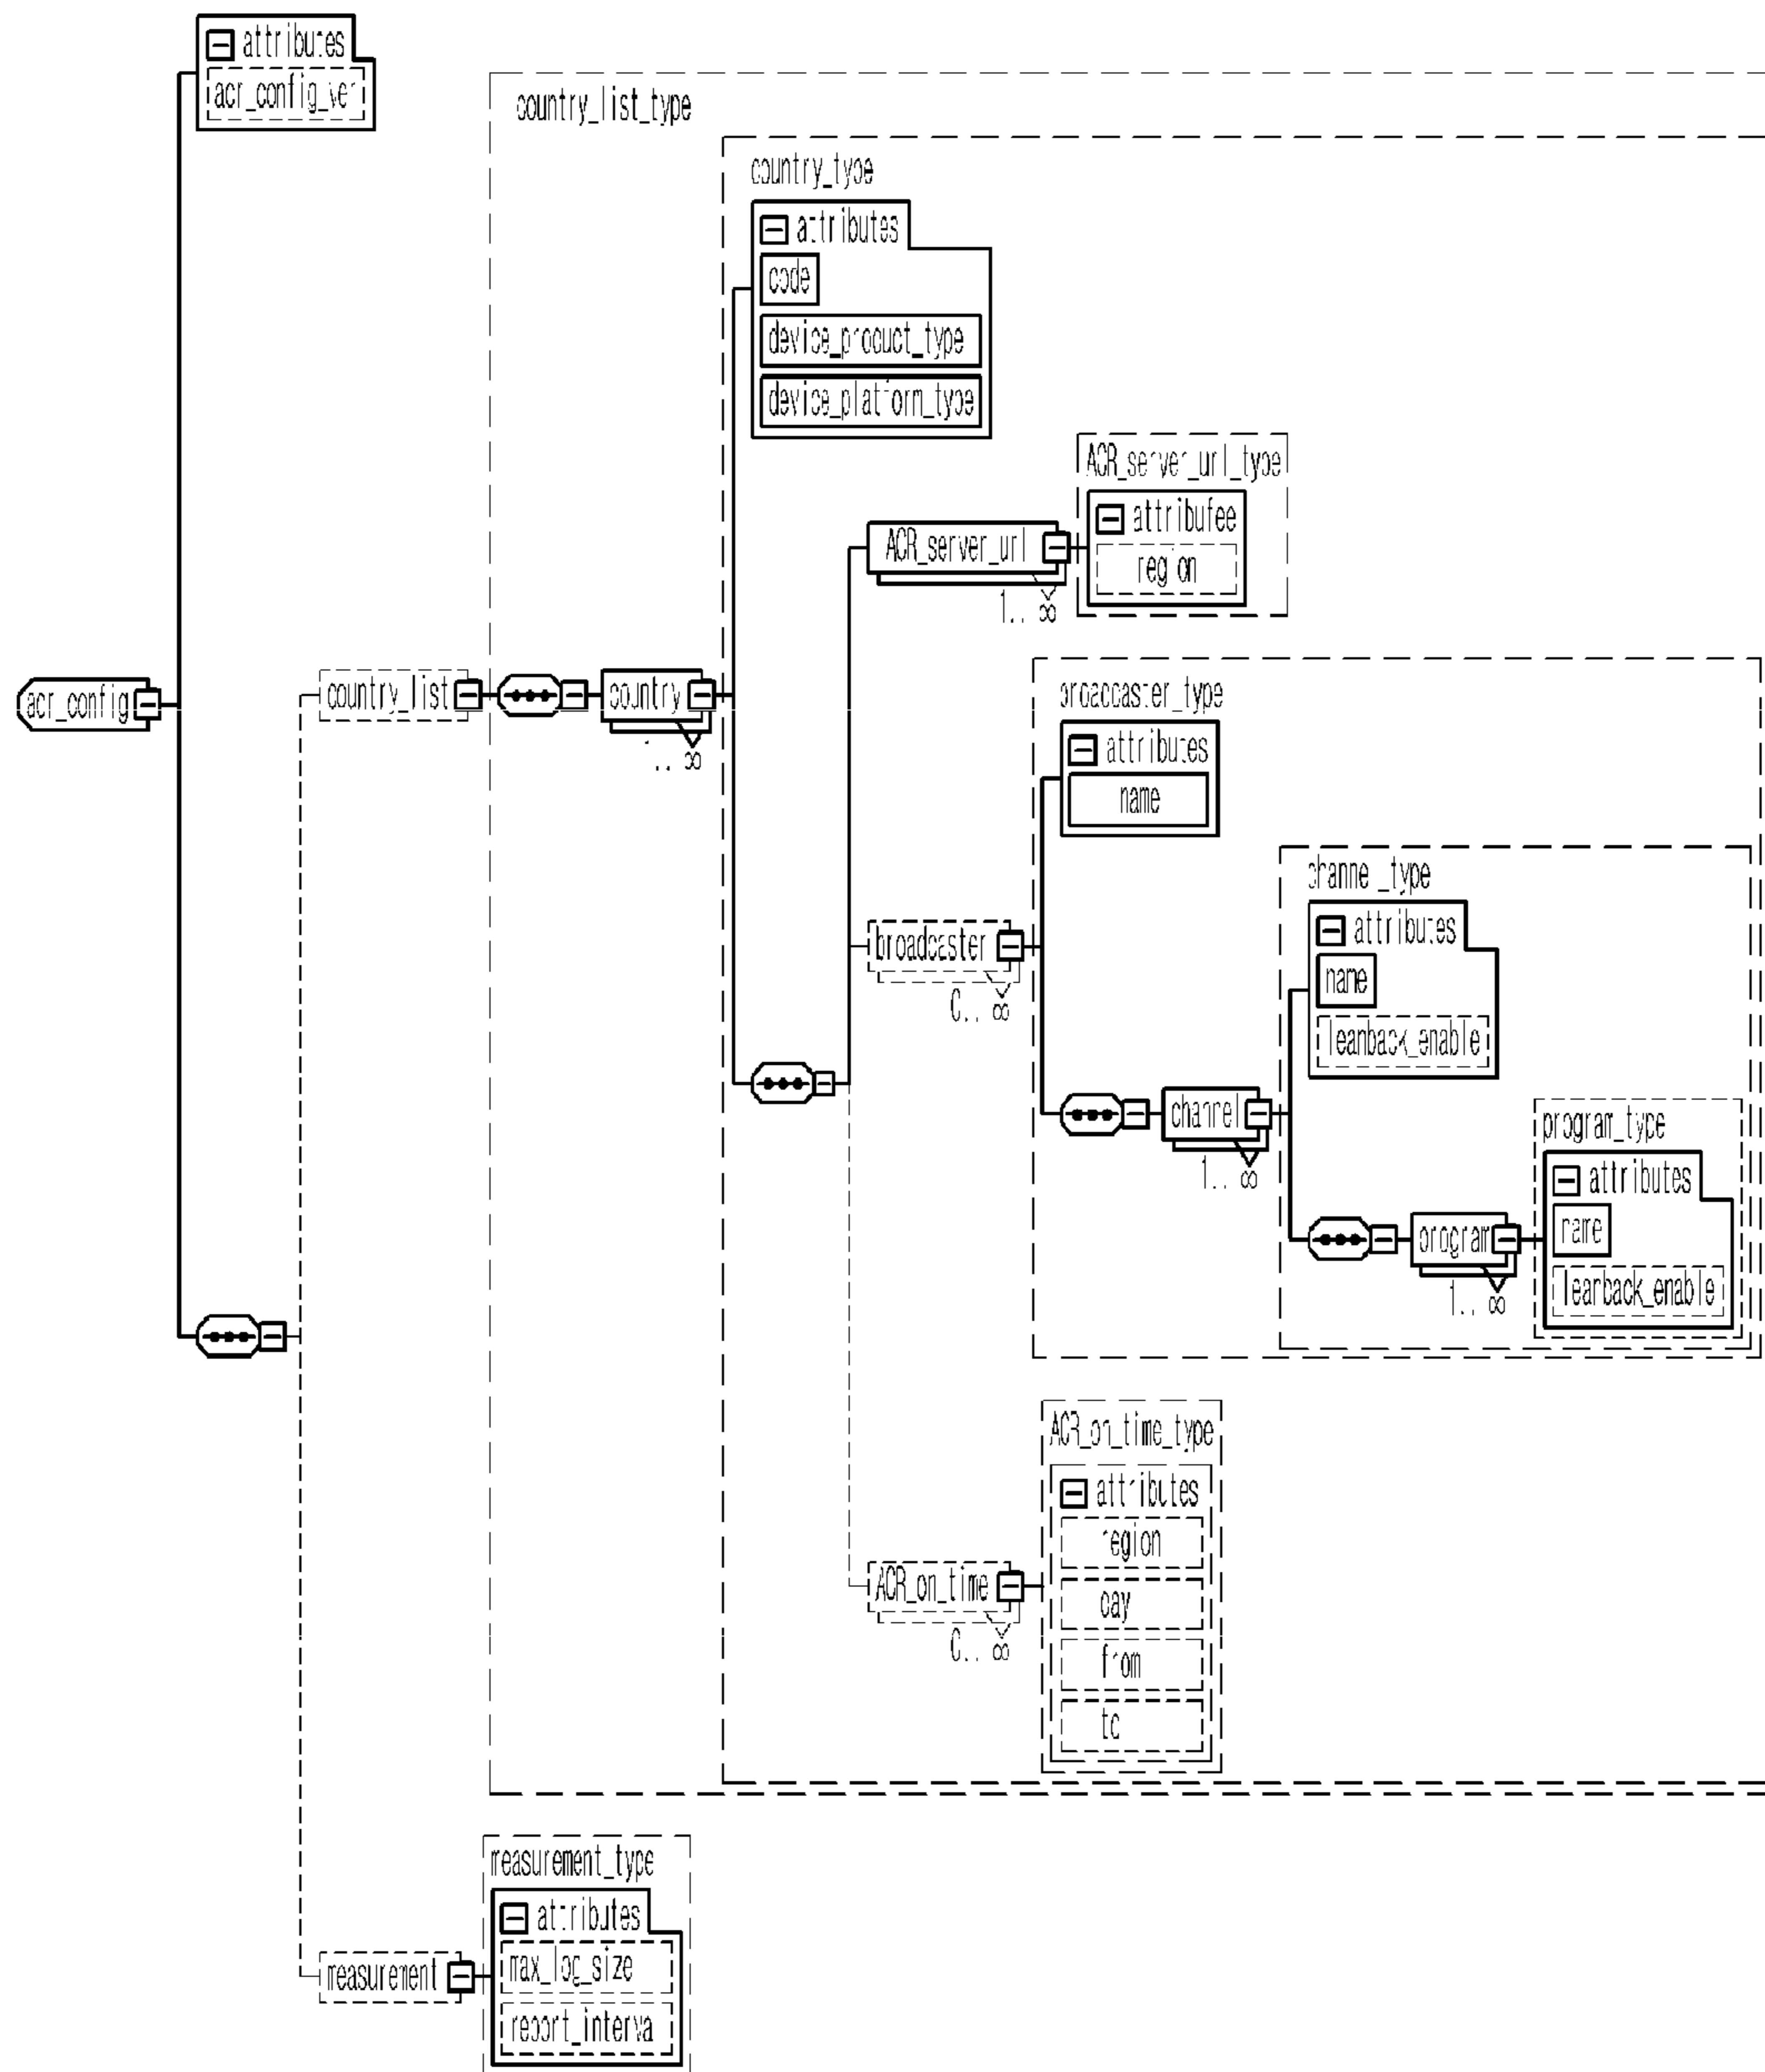 attributes
acr_config_ver
country_list_type
country_type
attributes
code
device_product_type
device_platform_type
ACR_server_url_type
ACR_server_url
attribufee
region
1.. ∞
acr_config
country_list
country
1.. ∞
broadcaster_type
attributes
name
channel_type
attributes
name
leanback_enable
broadcaster
0.. ∞
channel
1.. ∞
program_type
attributes
name
leanback_enable
program
1.. ∞
ACR_on_time_type
attributes
region
day
from
to
ACR_on_time
0.. ∞
measurement_type
attributes
max_log_size
report_interva
measurement